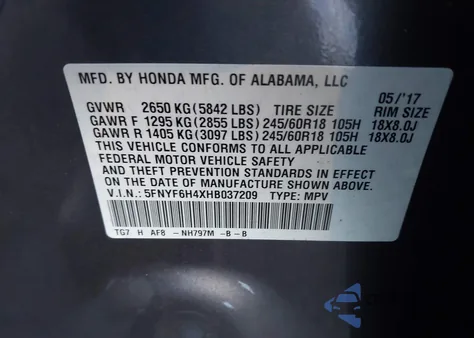 MFD. BY HONDA MFG. OF ALABAMA, LLC
05/'17
GVWR 2650 KG (5842 LBS) TIRE SIZE RIM SIZE
GAWR F 1295 KG (2855 LBS) 245/60R18 105H 18X8.0J
GAWR R 1405 KG (3097 LBS) 245/60R18 105H 18X8.0J
THIS VEHICLE CONFORMS TO ALL APPLICABLE
FEDERAL MOTOR VEHICLE SAFETY
AND THEFT PREVENTION STANDARDS IN EFFECT
ON THE DATE OF MANUFACTURE SHOWN ABOVE.
V.I.N.: 5FNYF6H4XHB037209 TYPE: MPV
TG7 H AF8 -NH797M -B-B